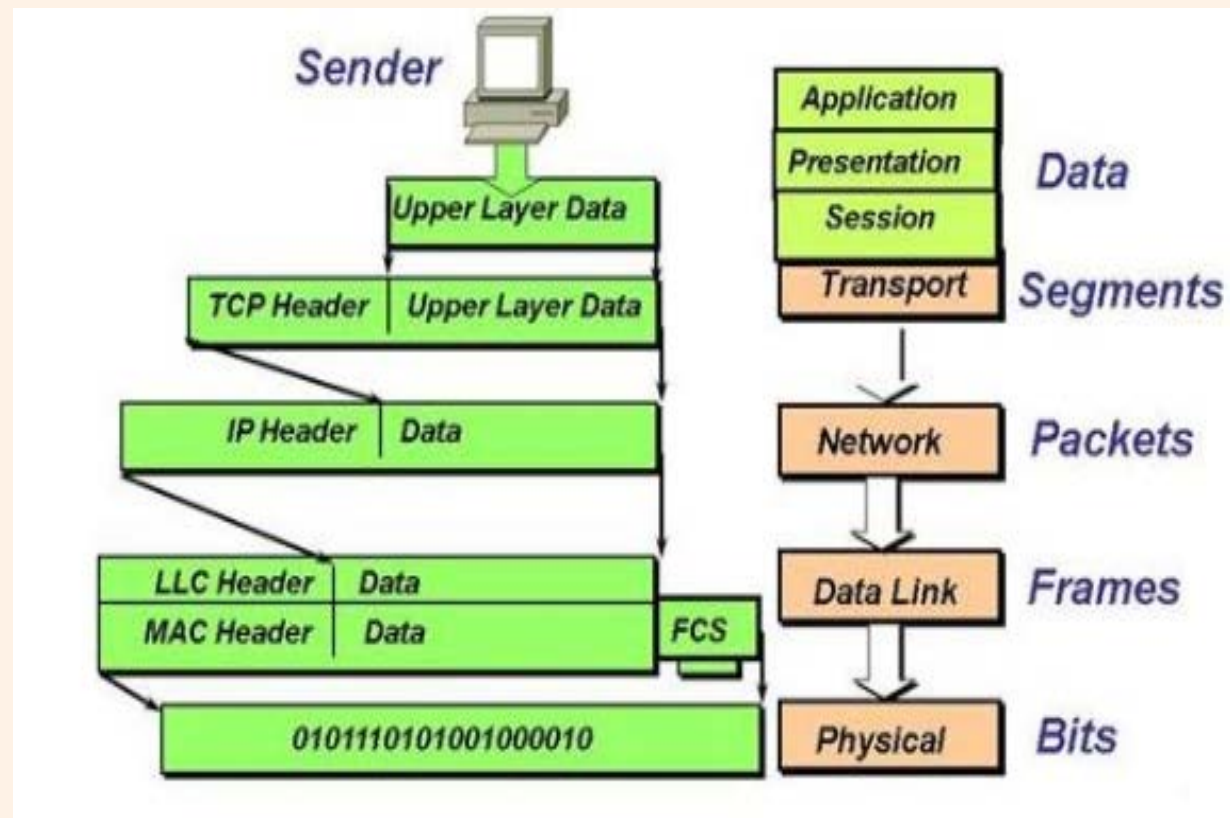 Sender
Upper Layer Data
TCP Header Upper Layer Data
IP Header Data
LLC Header Data
MAC Header Data FCS
0101110101001000010
Application
Presentation
Session
Data
Transport Segments
Network Packets
Data Link Frames
Physical Bits